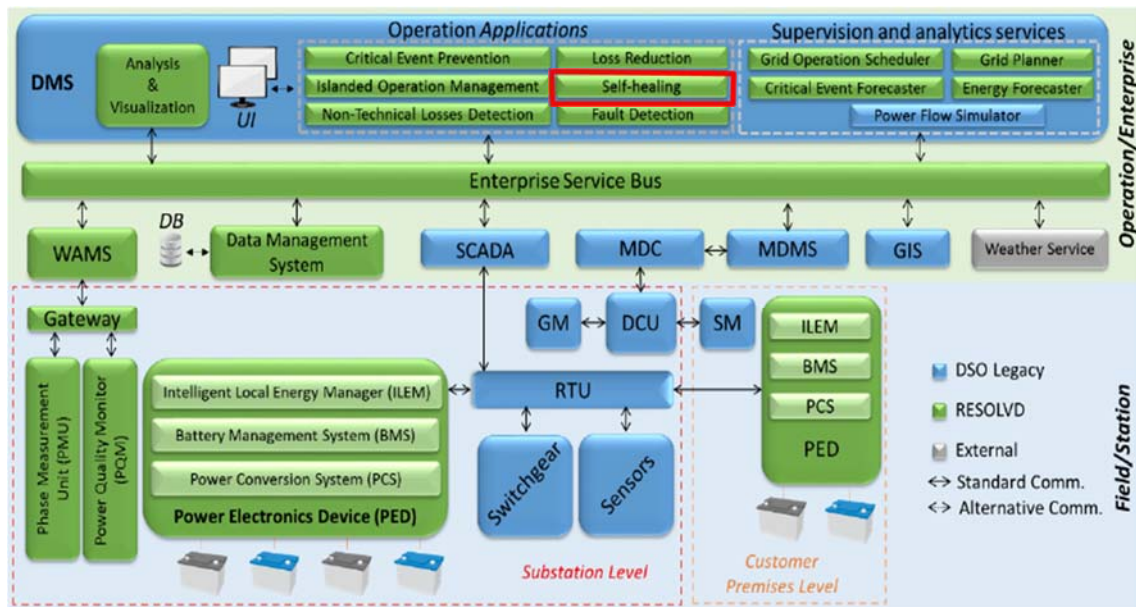 Operation Applications
Supervision and analytics services
DMS
Analysis
&
Visualization
UI
Critical Event Prevention
Loss Reduction
Islanded Operation Management
Self-healing
Non-Technical Losses Detection
Fault Detection
Grid Operation Scheduler
Grid Planner
Critical Event Forecaster
Energy Forecaster
Power Flow Simulator
Operation/Enterprise
Enterprise Service Bus
WAMS
DB
Data Management
System
SCADA
MDC
MDMS
GIS
Weather Service
Gateway
Phase Measurement
Unit (PMU)
Power Quality Monitor
(PQM)
Intelligent Local Energy Manager (ILEM)
Battery Management System (BMS)
Power Conversion System (PCS)
Power Electronics Device (PED)
GM
DCU
SM
RTU
Switchgear
Sensors
Substation Level
ILEM
BMS
PCS
PED
Customer
Premises Level
DSO Legacy
RESOLVD
External
Standard Comm.
Alternative Comm.
Field/Station